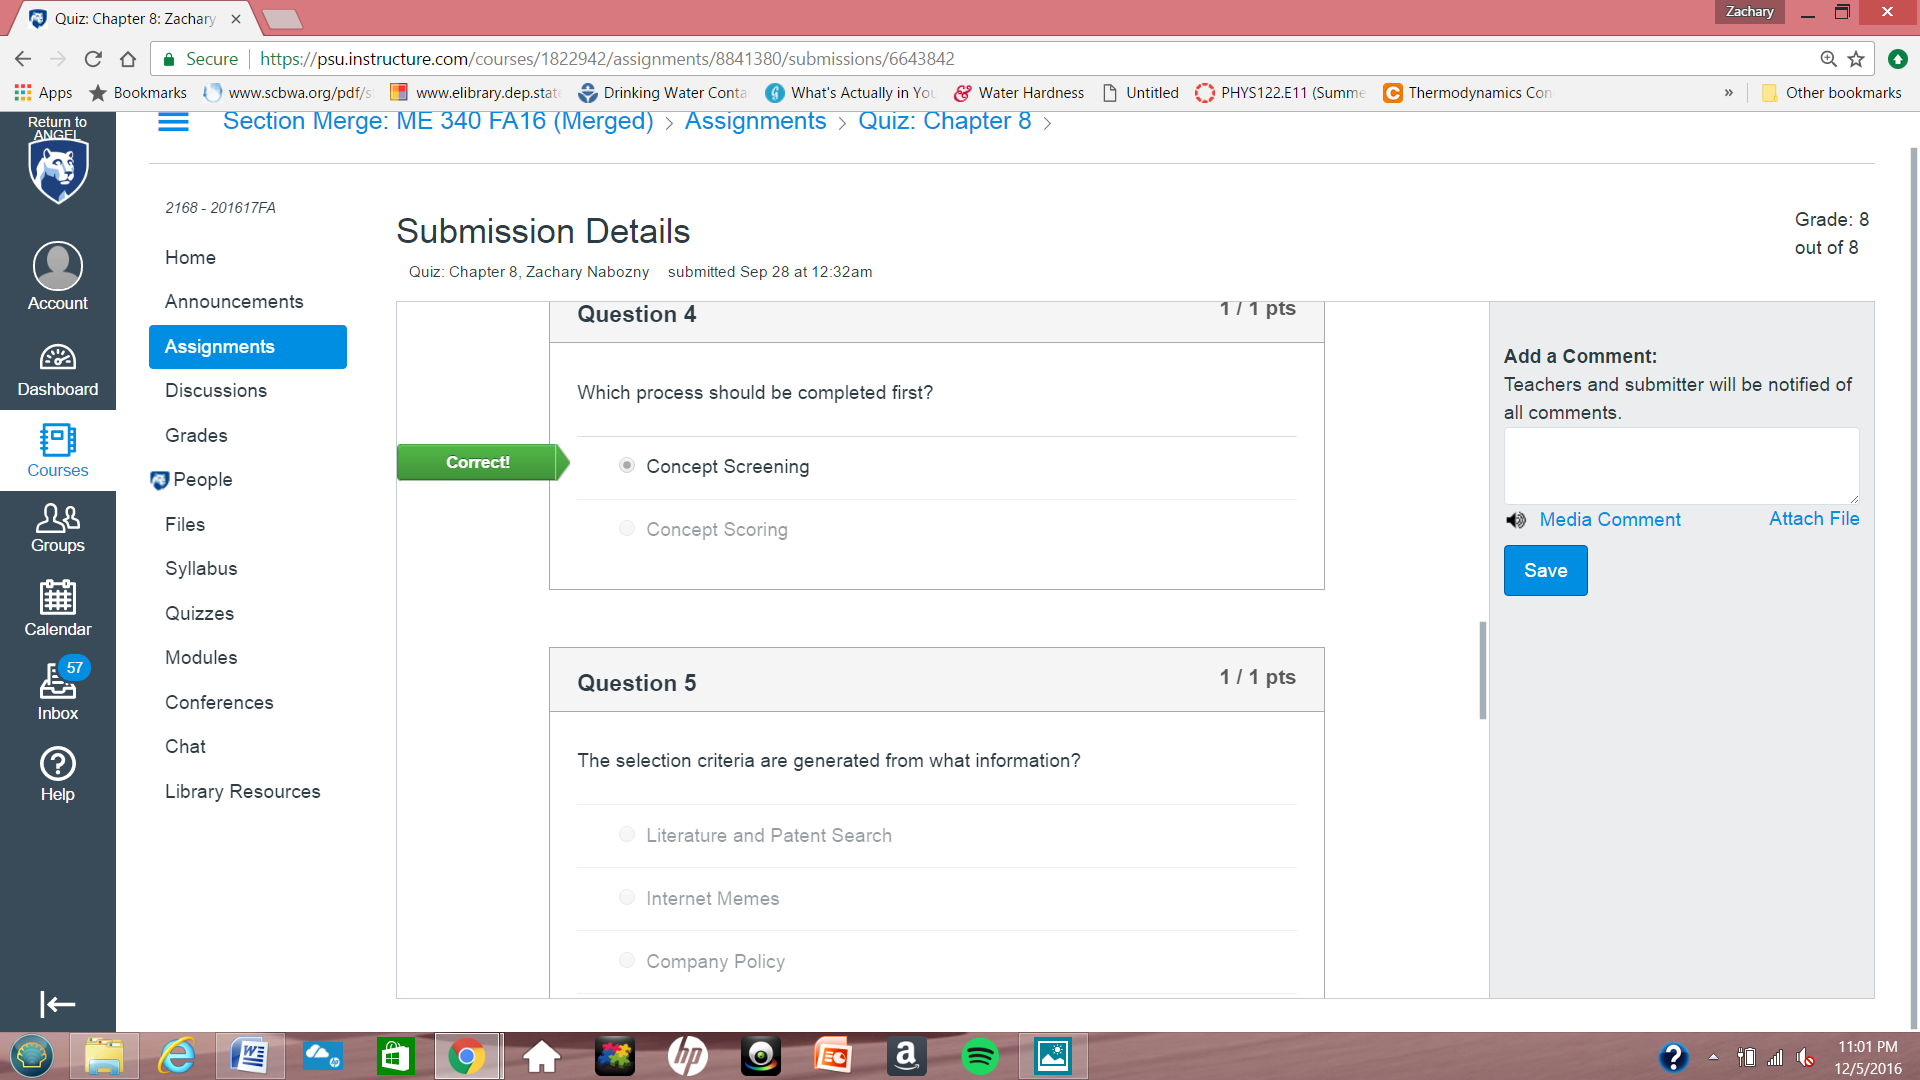 Quiz: Chapter 8: Zachary
Zachary
Secure https://psu.instructure.com/courses/1822942/assignments/8841380/submissions/6643842
Apps Bookmarks www.scbwa.org/pdf/s www.elibrary.dep.state Drinking Water Conta What's Actually in You Water Hardness Untitled PHYS122.E11 (Summe Thermodynamics Con » Other bookmarks
Return to
ANGEL
Section Merge: ME 340 FA16 (Merged) > Assignments > Quiz: Chapter 8 >
Account
Dashboard
Courses
Groups
Calendar
57
Inbox
Help
2168 - 201617FA
Home
Announcements
Assignments
Discussions
Grades
People
Files
Syllabus
Quizzes
Modules
Conferences
Chat
Library Resources
Submission Details
Quiz: Chapter 8, Zachary Nabozny submitted Sep 28 at 12:32am
Grade: 8
out of 8
Question 4 1 / 1 pts
Which process should be completed first?
Correct!
Concept Screening
Concept Scoring
Question 5 1 / 1 pts
The selection criteria are generated from what information?
Literature and Patent Search
Internet Memes
Company Policy
Add a Comment:
Teachers and submitter will be notified of
all comments.
Media Comment Attach File
Save
hp
11:01 PM
12/5/2016